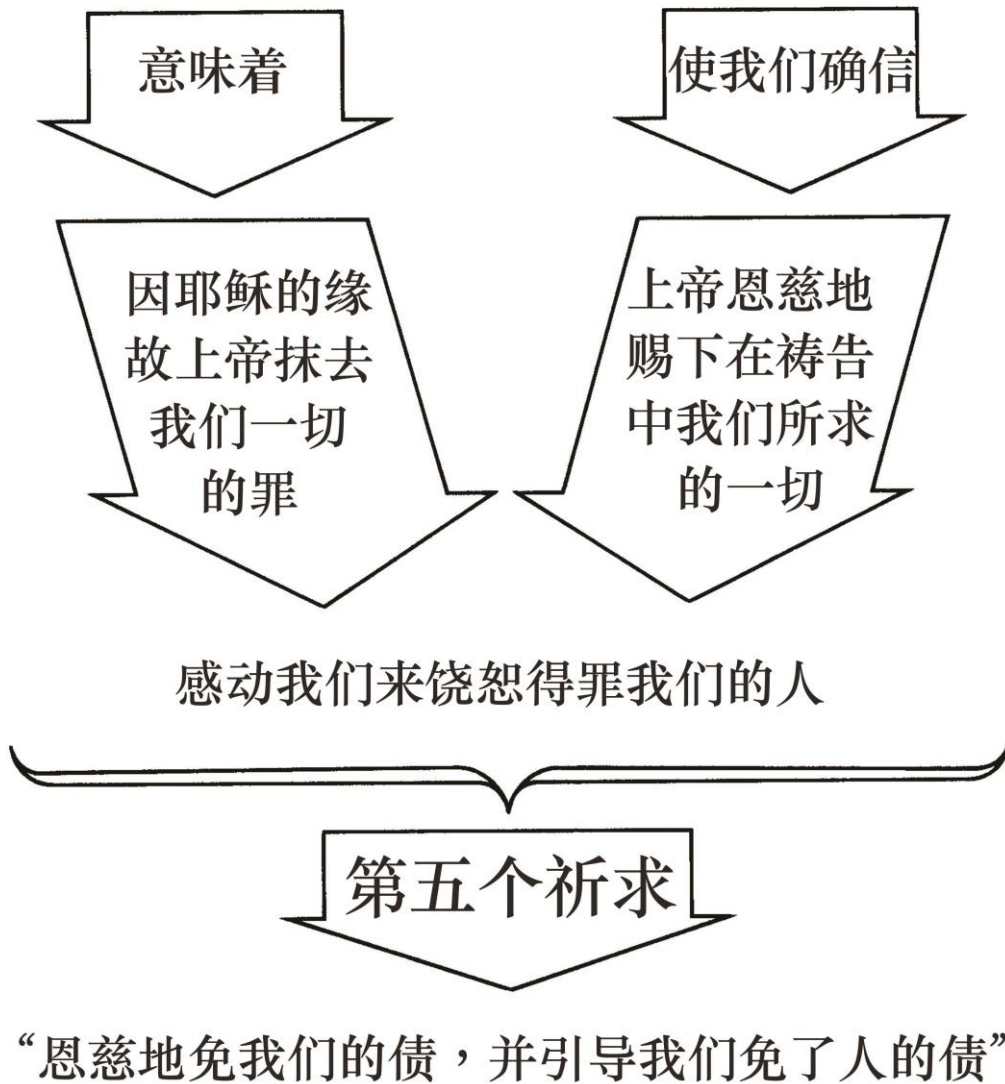 意味着
使我们确信
因耶稣的缘
故上帝抹去
我们一切
的罪
上帝恩慈地
赐下在祷告
中我们所求
的一切
感动我们来饶恕得罪我们的人
第五个祈求
“恩慈地免我们的债，并引导我们免了人的债”